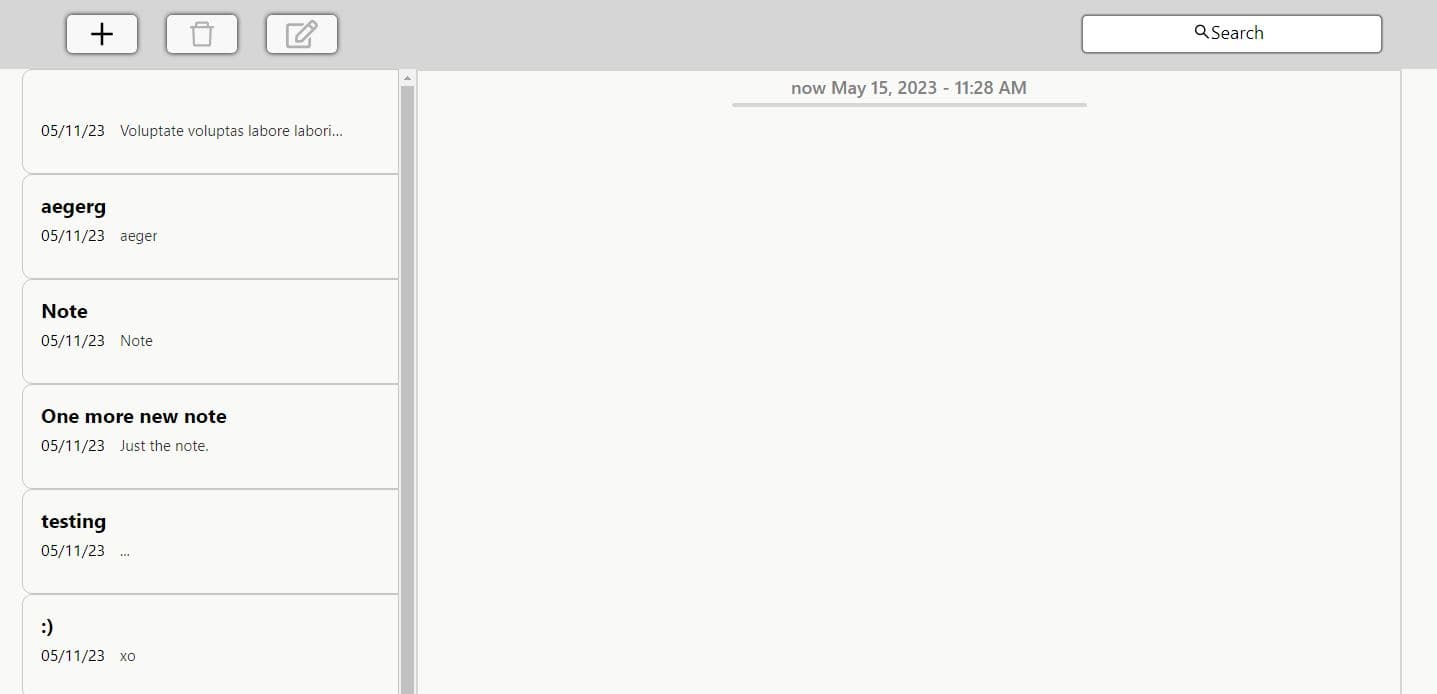 Search
now May 15, 2023 - 11:28 AM
05/11/23 Voluptate voluptas labore labori...
aegerg
05/11/23 aeger
Note
05/11/23 Note
One more new note
05/11/23 Just the note.
testing
05/11/23 ...
:)
05/11/23 xo